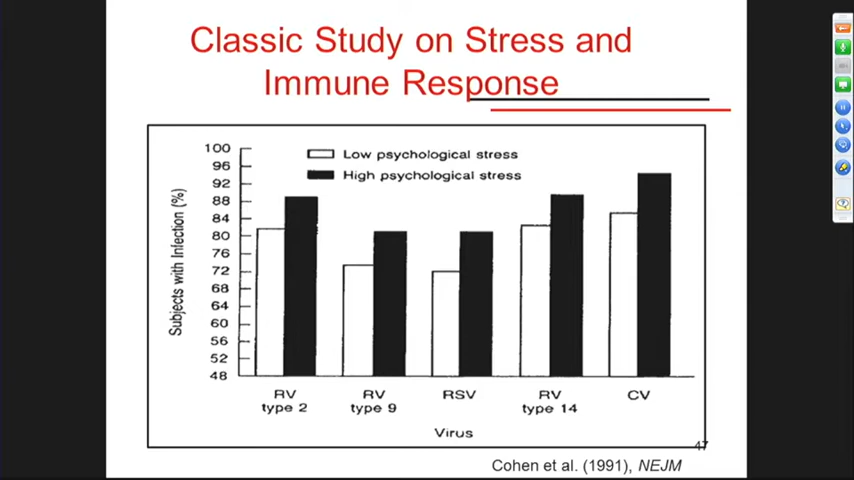 Classic Study on Stress and
Immune Response
Low psychological stress
High psychological stress
Subjects with Infection (%)
100
96
92
88
84
80
76
72
68
64
60
56
52
48
RV
type 2
RV
type 9
RSV
RV
type 14
CV
Virus
47
Cohen et al. (1991), NEJM